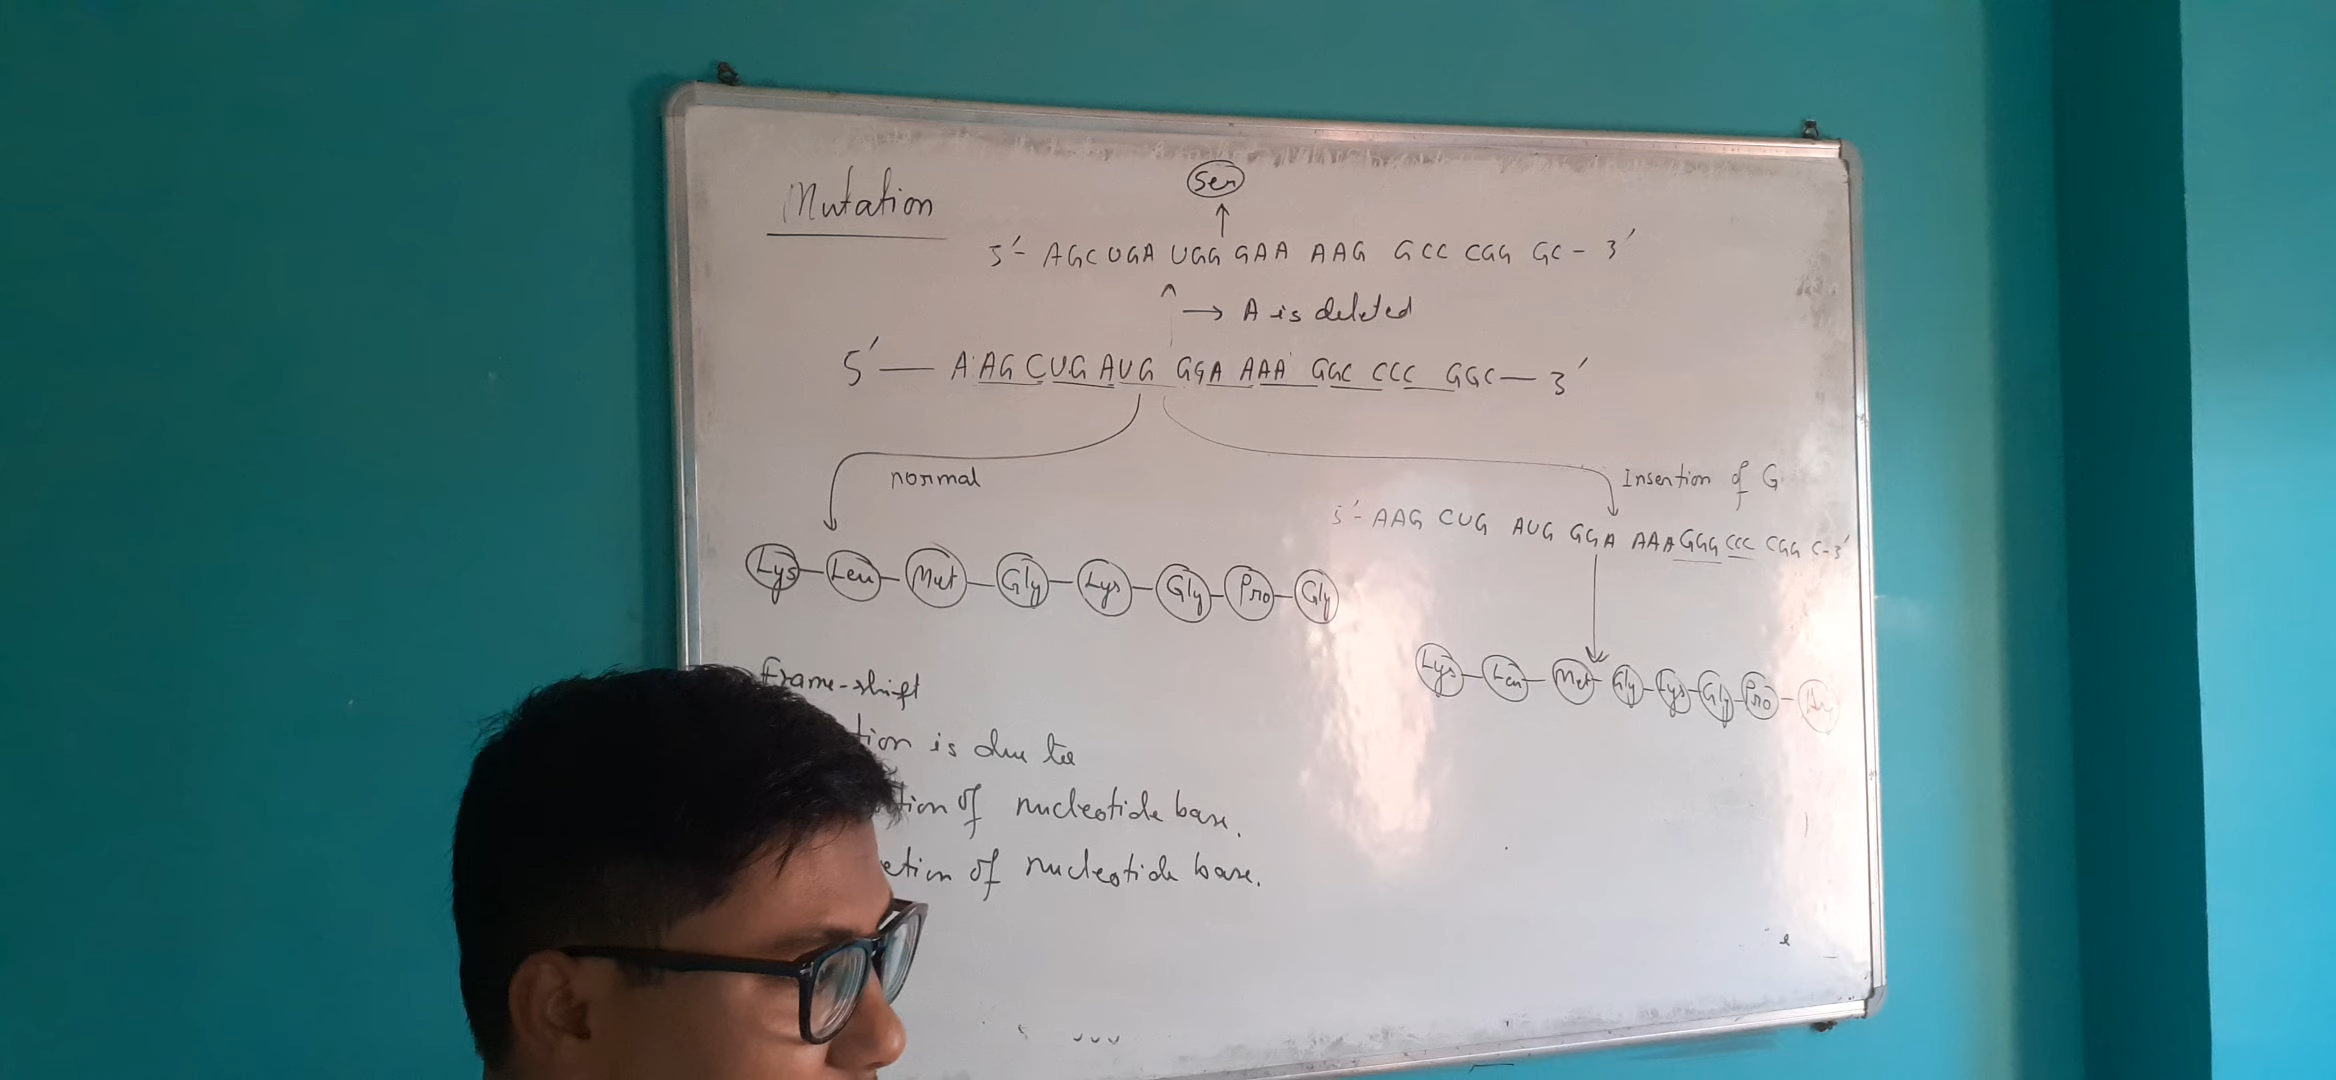 Mutation
Ser
5'- AGC UGA UGG GAA AAG GCC CGG GC - 3'
→ A is deleted
5' — AAG CUG AUG GGA AAA GGC CCC GGC — 3'
normal
Insertion of G
5'- AAG CUG AUG GGA AAA GGG CCC CGG C-3'
Lys - Leu - Met - Gly - Lys - Gly - Pro - Gly
Lys - Leu - Met - Gly - Lys - Gly - Pro -
Frame-shift
tion is due to
tion of nucleotide base.
etion of nucleotide base.